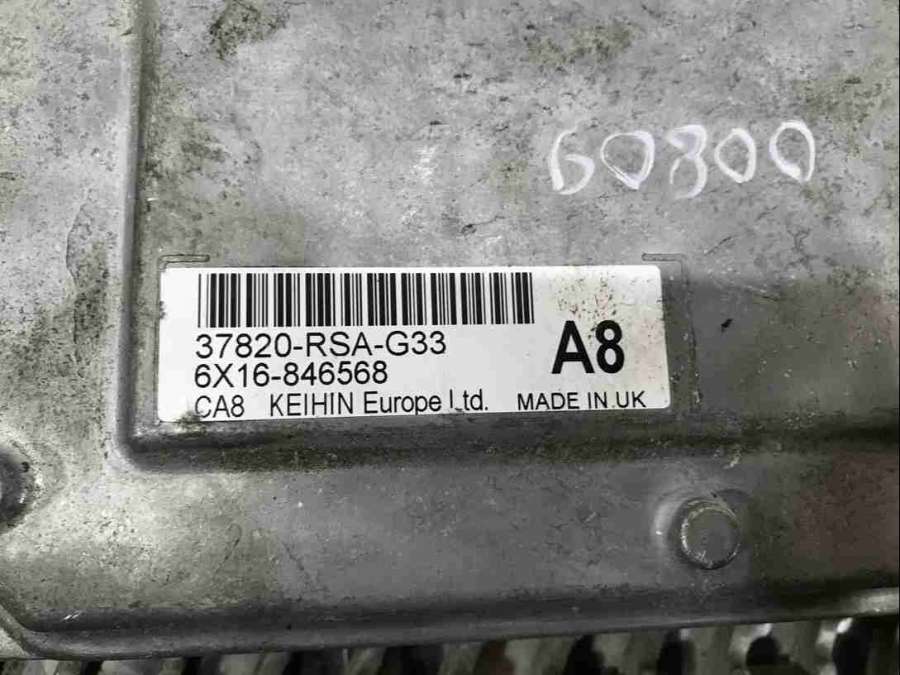 60800
37820-RSA-G33
A8
6X16-846568
CA8 KEIHIN Europe Ltd. MADE IN UK